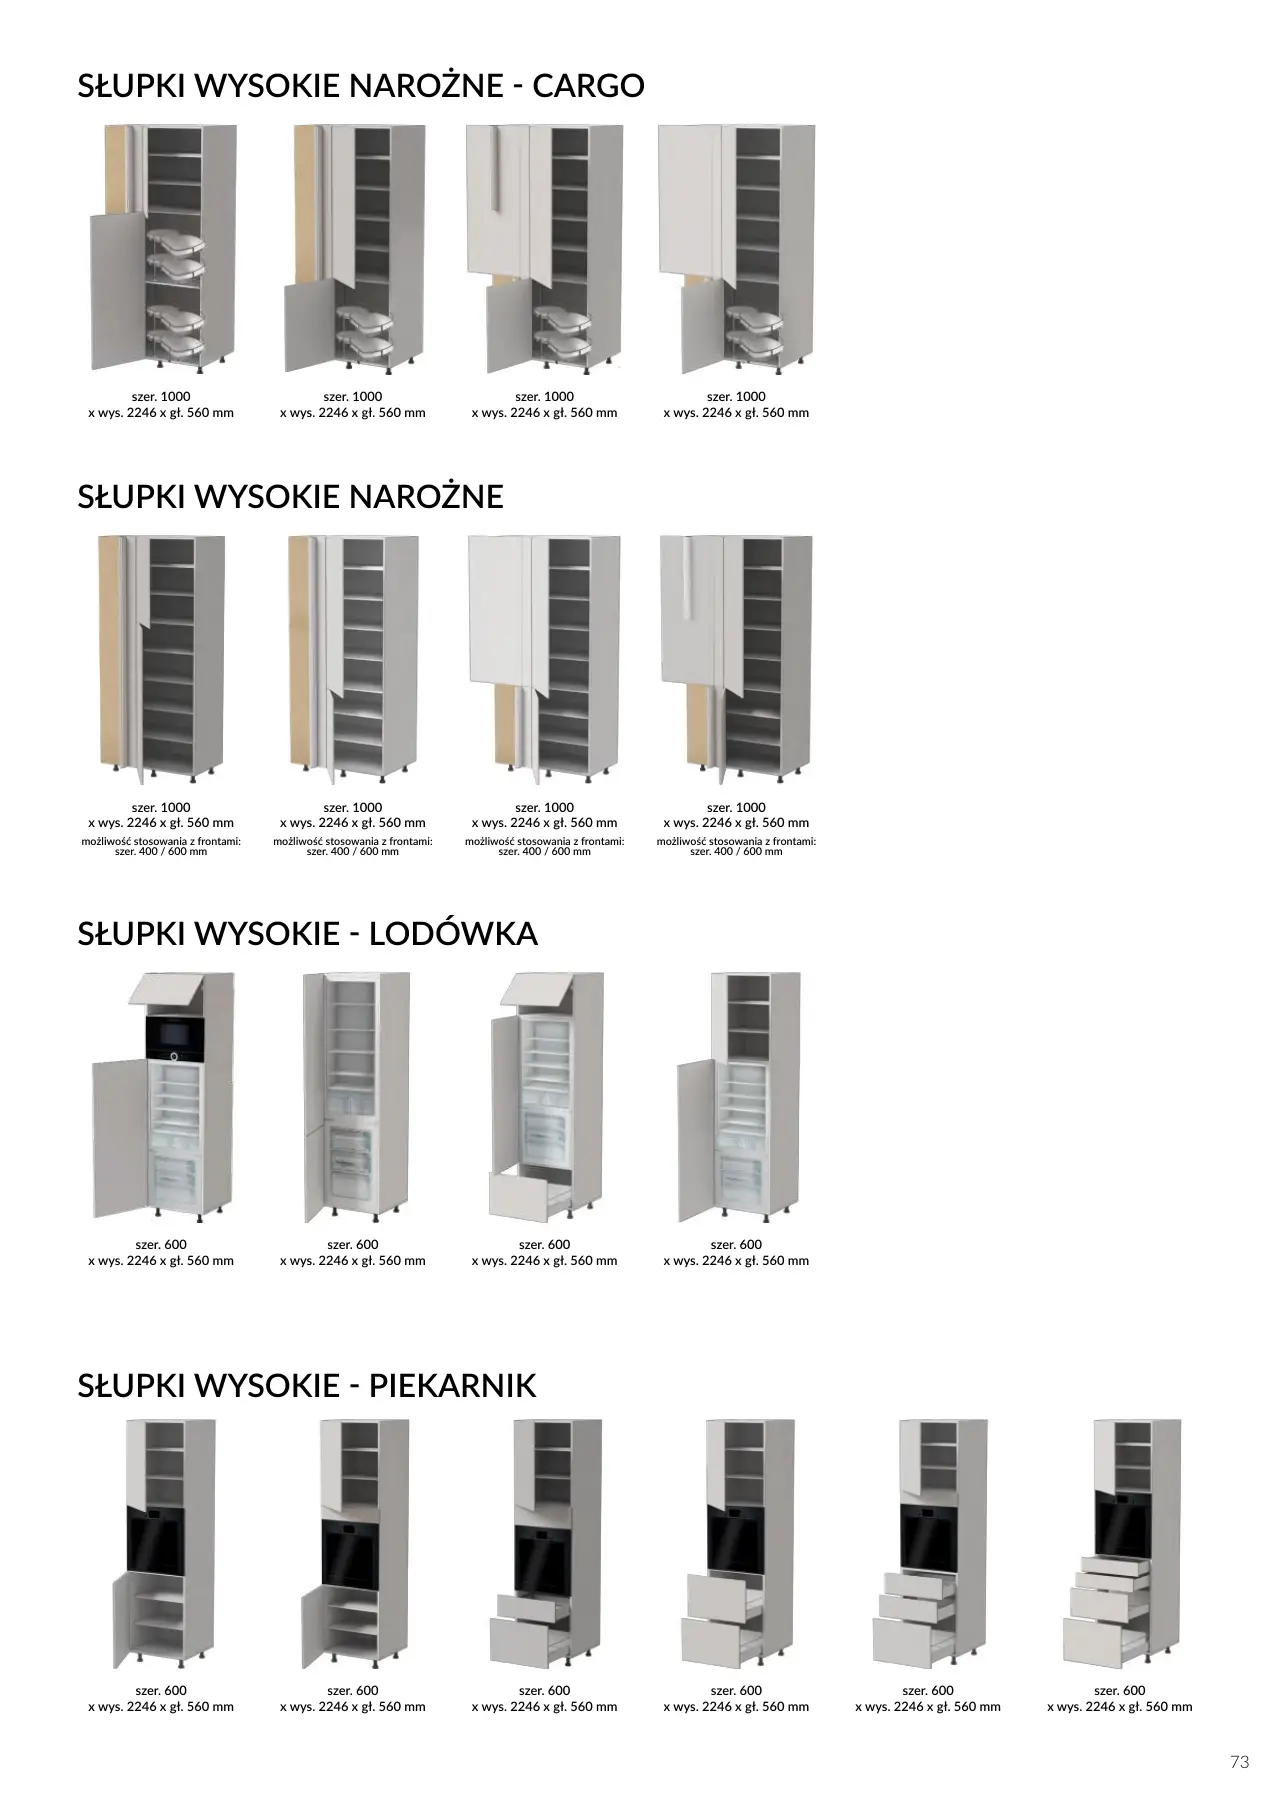 SŁUPKI WYSOKIE NAROŻNE - CARGO
szer. 1000
x wys. 2246 x gł. 560 mm
szer. 1000
x wys. 2246 x gł. 560 mm
szer. 1000
x wys. 2246 x gł. 560 mm
szer. 1000
x wys. 2246 x gł. 560 mm
SŁUPKI WYSOKIE NAROŻNE
szer. 1000
x wys. 2246 x gł. 560 mm
możliwość stosowania z frontami:
szer. 400 / 600 mm
szer. 1000
x wys. 2246 x gł. 560 mm
możliwość stosowania z frontami:
szer. 400 / 600 mm
szer. 1000
x wys. 2246 x gł. 560 mm
możliwość stosowania z frontami:
szer. 400 / 600 mm
szer. 1000
x wys. 2246 x gł. 560 mm
możliwość stosowania z frontami:
szer. 400 / 600 mm
SŁUPKI WYSOKIE - LODÓWKA
szer. 600
x wys. 2246 x gł. 560 mm
szer. 600
x wys. 2246 x gł. 560 mm
szer. 600
x wys. 2246 x gł. 560 mm
szer. 600
x wys. 2246 x gł. 560 mm
SŁUPKI WYSOKIE - PIEKARNIK
szer. 600
x wys. 2246 x gł. 560 mm
szer. 600
x wys. 2246 x gł. 560 mm
szer. 600
x wys. 2246 x gł. 560 mm
szer. 600
x wys. 2246 x gł. 560 mm
szer. 600
x wys. 2246 x gł. 560 mm
szer. 600
x wys. 2246 x gł. 560 mm
73